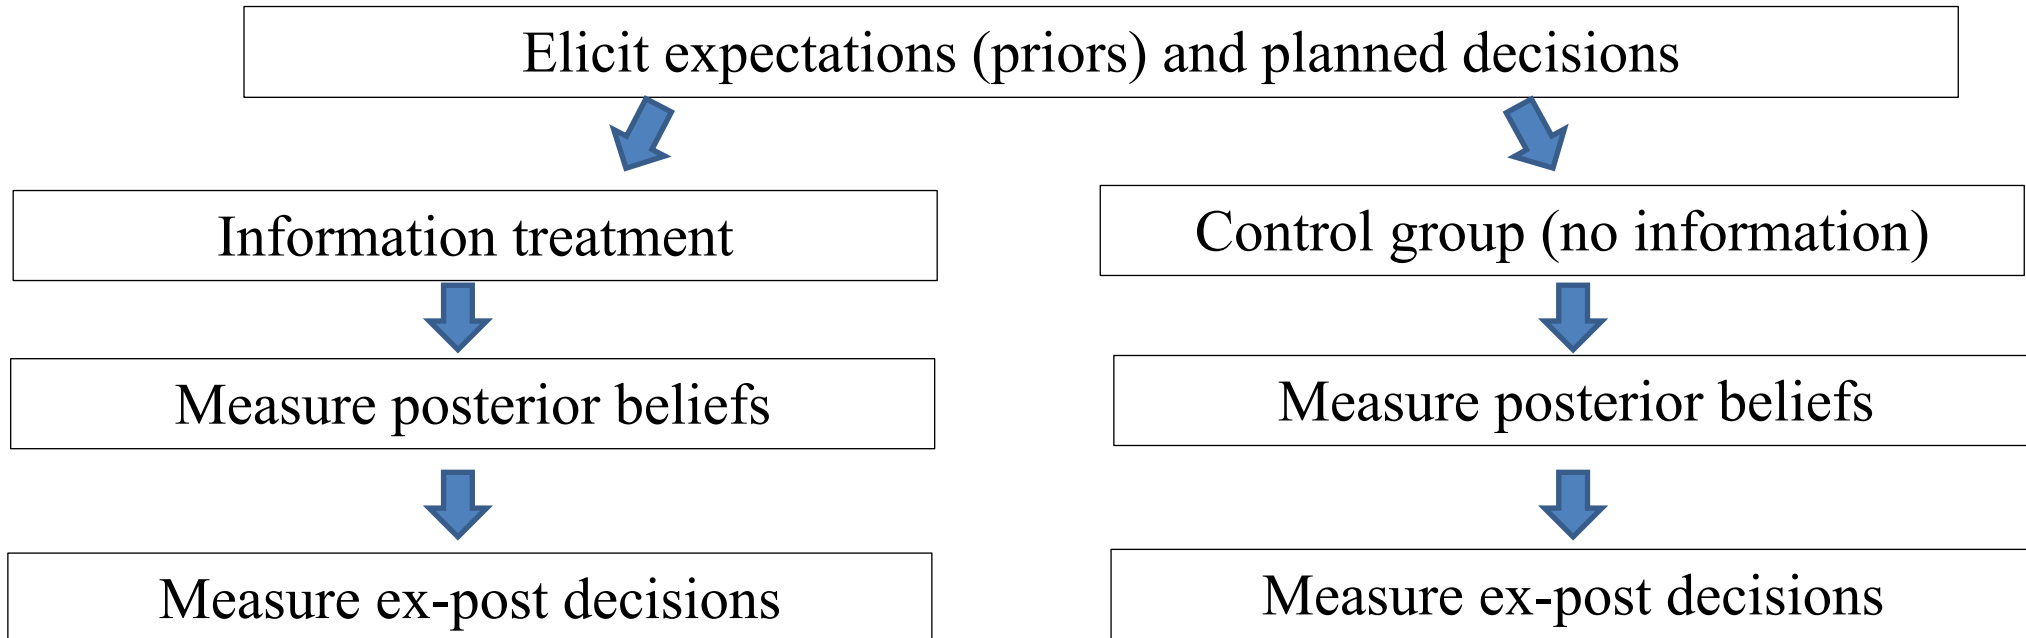 Elicit expectations (priors) and planned decisions
Information treatment
Control group (no information)
Measure posterior beliefs
Measure posterior beliefs
Measure ex-post decisions
Measure ex-post decisions